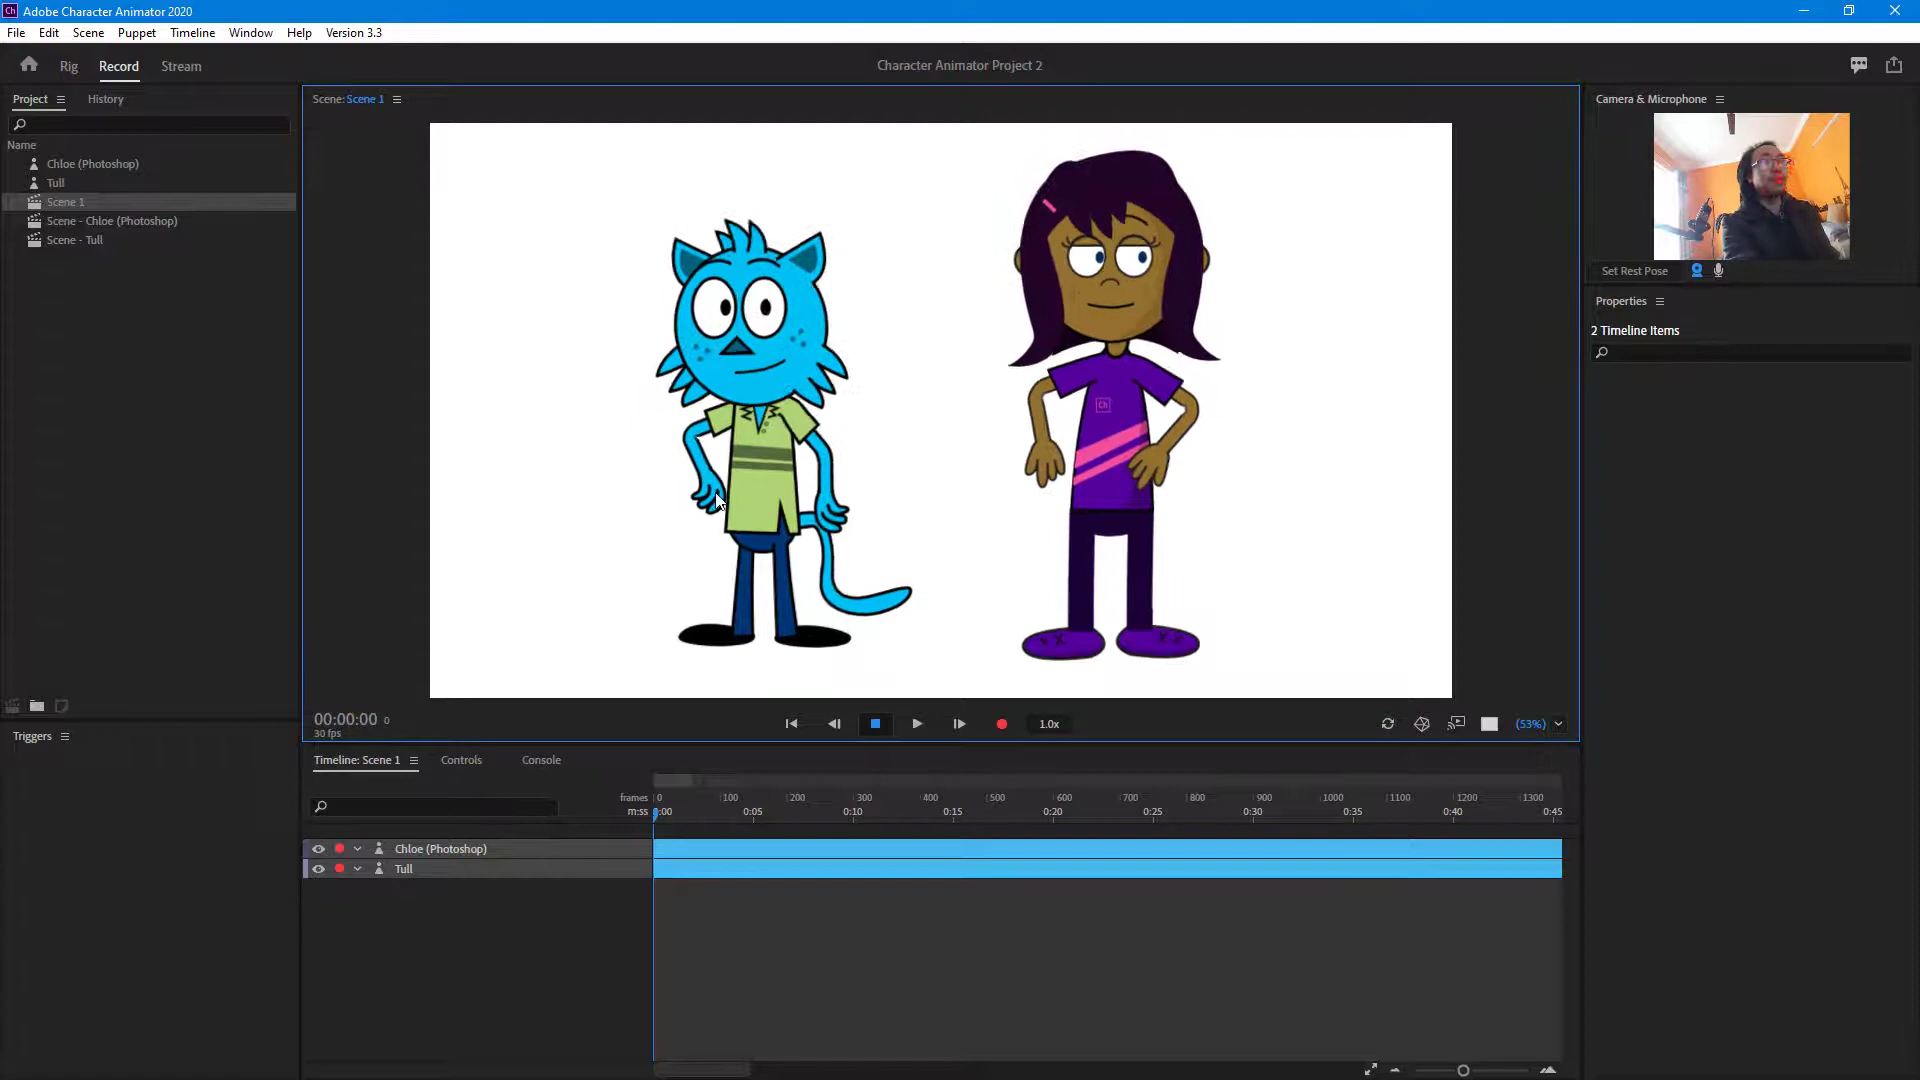 Ch Adobe Character Animator 2020
File Edit Scene Puppet Timeline Window Help Version 3.3
Rig Record Stream Character Animator Project 2
Project History
Name
Chloe (Photoshop)
Tull
Scene 1
Scene - Chloe (Photoshop)
Scene - Tull
Triggers
Scene: Scene 1
Ch
00:00:00 0
30 fps
1.0x
(53%)
Camera & Microphone
Set Rest Pose
Properties
2 Timeline Items
Timeline: Scene 1 Controls Console
frames 0 100 200 300 400 500 600 700 800 900 1000 1100 1200 1300
m:ss :00 0:05 0:10 0:15 0:20 0:25 0:30 0:35 0:40 0:45
Chloe (Photoshop)
Tull